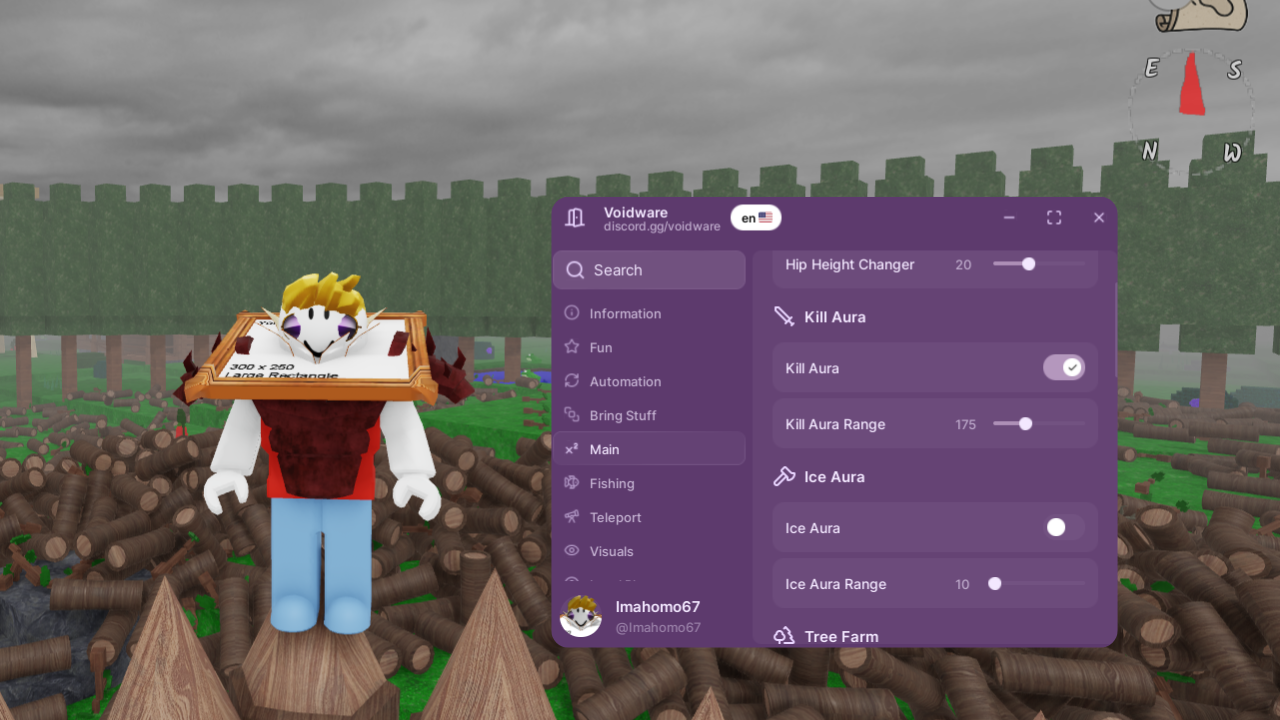 E
S
N
W
Voidware
discord.gg/voidware
en
Search
Information
Fun
Automation
Bring Stuff
Main
Fishing
Teleport
Visuals
Imahomo67
@Imahomo67
Hip Height Changer 20
Kill Aura
Kill Aura
Kill Aura Range 175
Ice Aura
Ice Aura
Ice Aura Range 10
Tree Farm
300 x 250
Large Rectangle